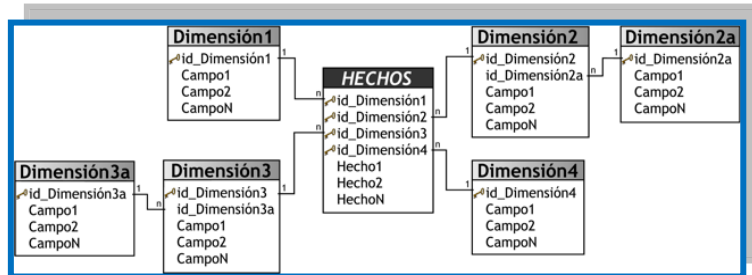 Dimensión1
id_Dimensión1
Campo1
Campo2
CampoN
1
n
HECHOS
id_Dimensión1
id_Dimensión2
id_Dimensión3
id_Dimensión4
Hecho1
Hecho2
HechoN
n
n
n
Dimensión2
id_Dimensión2
id_Dimensión2a
Campo1
Campo2
CampoN
1
n
Dimensión2a
id_Dimensión2a
Campo1
Campo2
CampoN
1
Dimensión3a
id_Dimensión3a
Campo1
Campo2
CampoN
1
n
Dimensión3
id_Dimensión3
id_Dimensión3a
Campo1
Campo2
CampoN
1
Dimensión4
id_Dimensión4
Campo1
Campo2
CampoN
1